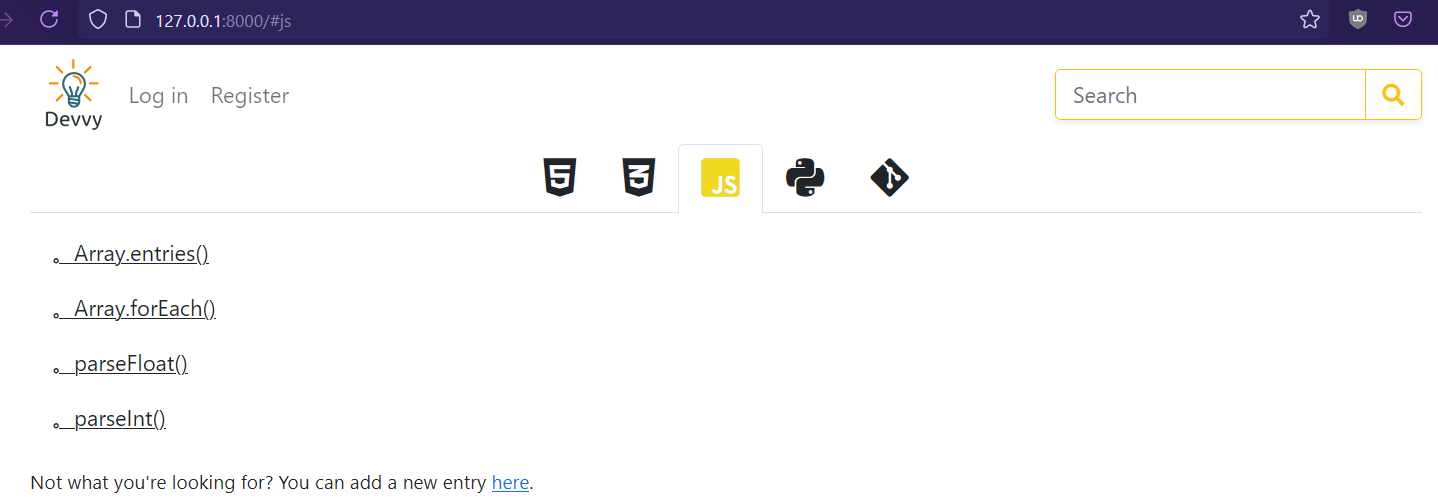 127.0.0.1:8000/#js
Devvy
Log in Register Search
5 3 JS
Array.entries()
Array.forEach()
parseFloat()
parseInt()
Not what you're looking for? You can add a new entry here.